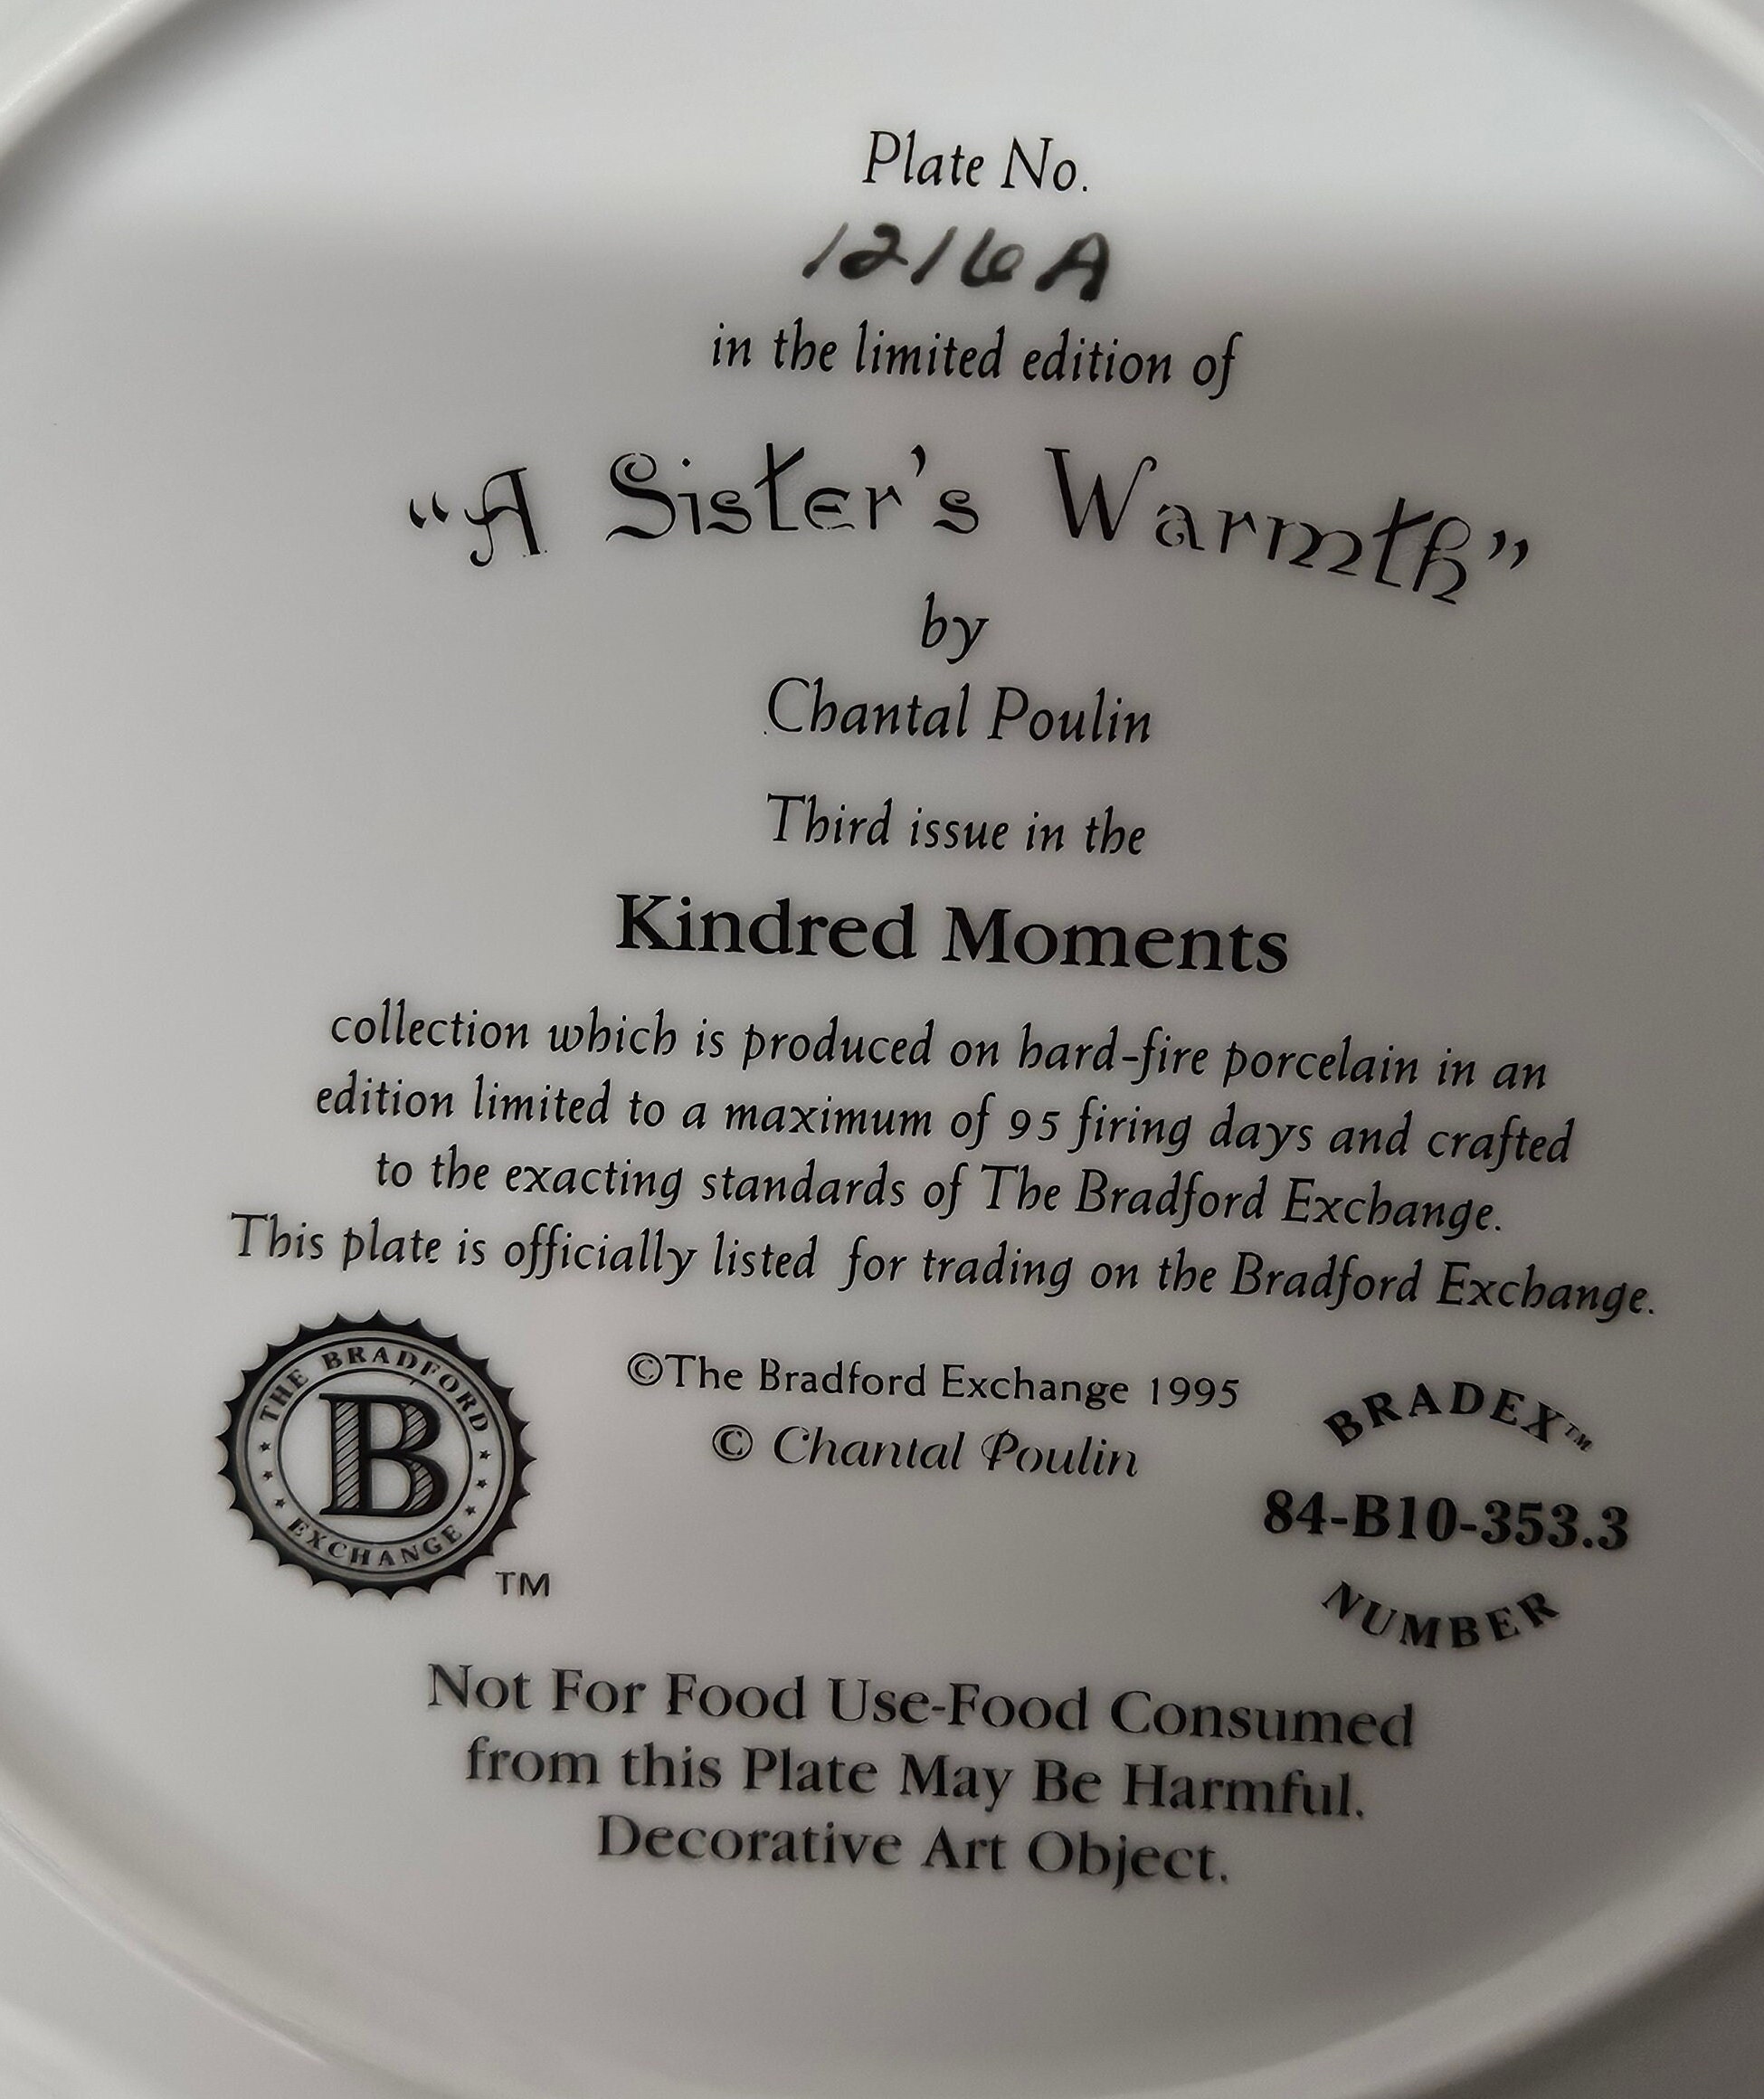 Plate No.
1216A
in the limited edition of
“A Sister’s Warmth”
by
Chantal Poulin
Third issue in the
Kindred Moments
collection which is produced on hard-fire porcelain in an
edition limited to a maximum of 95 firing days and crafted
to the exacting standards of The Bradford Exchange.
This plate is officially listed for trading on the Bradford Exchange.
THE BRADFORD
B
EXCHANGE
TM
©The Bradford Exchange 1995
© Chantal Poulin
BRADEX™
84-B10-353.3
NUMBER
Not For Food Use-Food Consumed
from this Plate May Be Harmful.
Decorative Art Object.